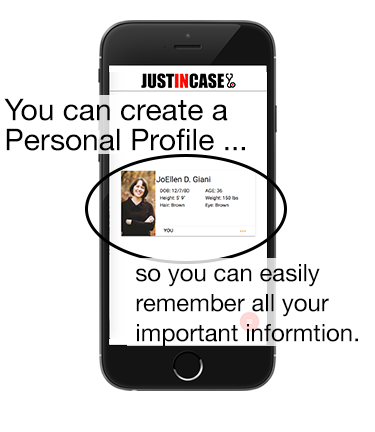 JUSTINCASE
You can create a
Personal Profile ...
JoEllen D. Giani
DOB: 12/7/80 AGE: 36
Height: 5' 9" Weight: 150 lbs
Hair: Brown Eye: Brown
YOU
so you can easily
remember all your
important informtion.